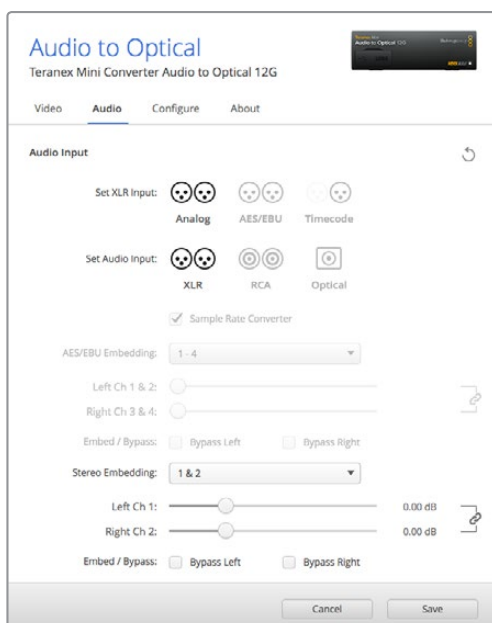 Audio to Optical
Teranex Mini Converter Audio to Optical 12G
Video Audio Configure About
Audio Input
Set XLR Input:
Analog AES/EBU Timecode
Set Audio Input:
XLR RCA Optical
Sample Rate Converter
AES/EBU Embedding: 1 - 4
Left Ch 1 & 2:
Right Ch 3 & 4:
Embed / Bypass: Bypass Left Bypass Right
Stereo Embedding: 1 & 2
Left Ch 1: 0.00 dB
Right Ch 2: 0.00 dB
Embed / Bypass: Bypass Left Bypass Right
Cancel Save